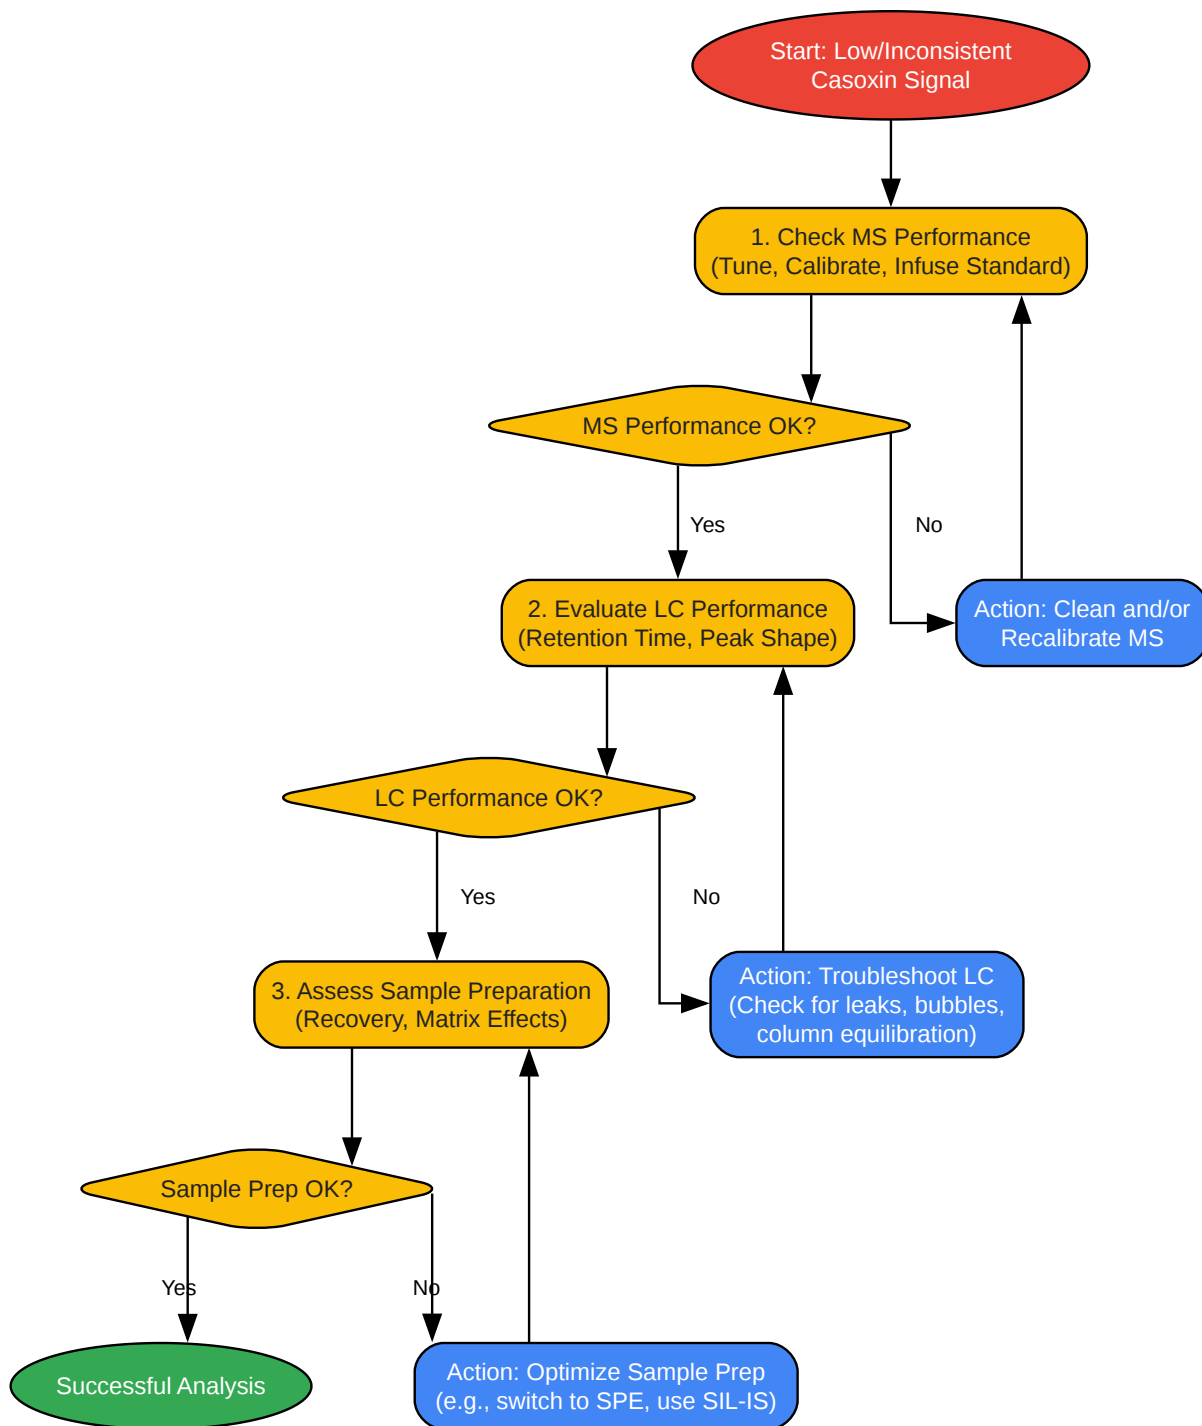 Start: Low/Inconsistent
Casoxin Signal
1. Check MS Performance
(Tune, Calibrate, Infuse Standard)
MS Performance OK?
Yes
No
2. Evaluate LC Performance
(Retention Time, Peak Shape)
Action: Clean and/or
Recalibrate MS
LC Performance OK?
Yes
No
3. Assess Sample Preparation
(Recovery, Matrix Effects)
Action: Troubleshoot LC
(Check for leaks, bubbles,
column equilibration)
Sample Prep OK?
Yes
No
Successful Analysis
Action: Optimize Sample Prep
(e.g., switch to SPE, use SIL-IS)